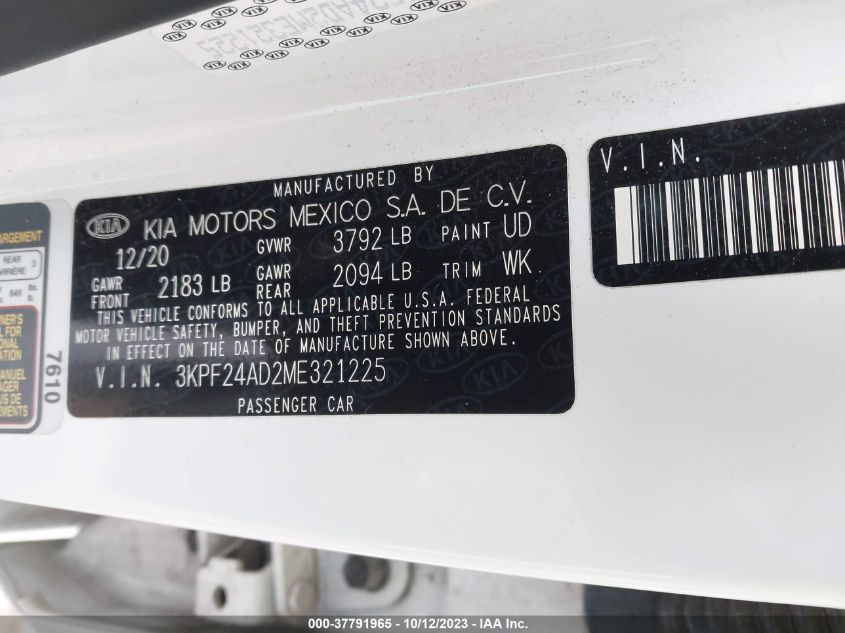 MANUFACTURED BY
KIA KIA MOTORS MEXICO S.A. DE C.V.
12/20 GVWR 3792 LB PAINT UD
GAWR FRONT 2183 LB GAWR REAR 2094 LB TRIM WK
THIS VEHICLE CONFORMS TO ALL APPLICABLE U.S.A. FEDERAL
MOTOR VEHICLE SAFETY, BUMPER, AND THEFT PREVENTION STANDARDS
IN EFFECT ON THE DATE OF MANUFACTURE SHOWN ABOVE.
V.I.N. 3KPF24AD2ME321225
PASSENGER CAR
V.I.N.
REAR 3
7610
000-37791965 - 10/12/2023 - IAA Inc.